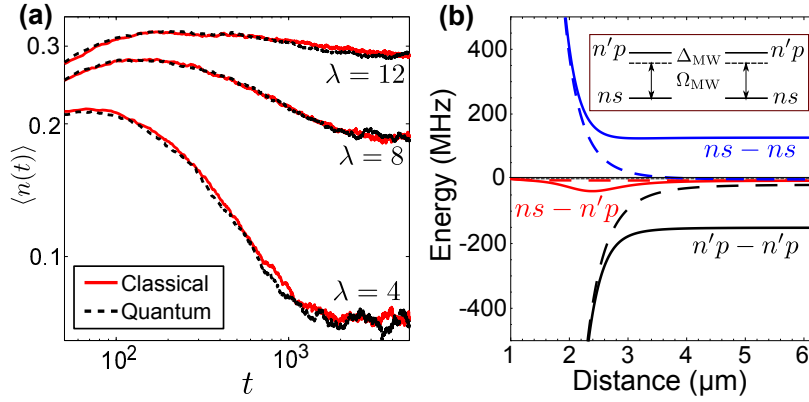 (a)
0.3
0.2
0.1
⟨n(t)⟩
λ = 12
λ = 8
λ = 4
Classical
Quantum
10²
10³
t
(b)
400
200
0
-200
-400
Energy (MHz)
n′p
Δ_MW
n′p
Ω_MW
ns
ns
ns − ns
ns − n′p
n′p − n′p
1
2
3
4
5
6
Distance (μm)